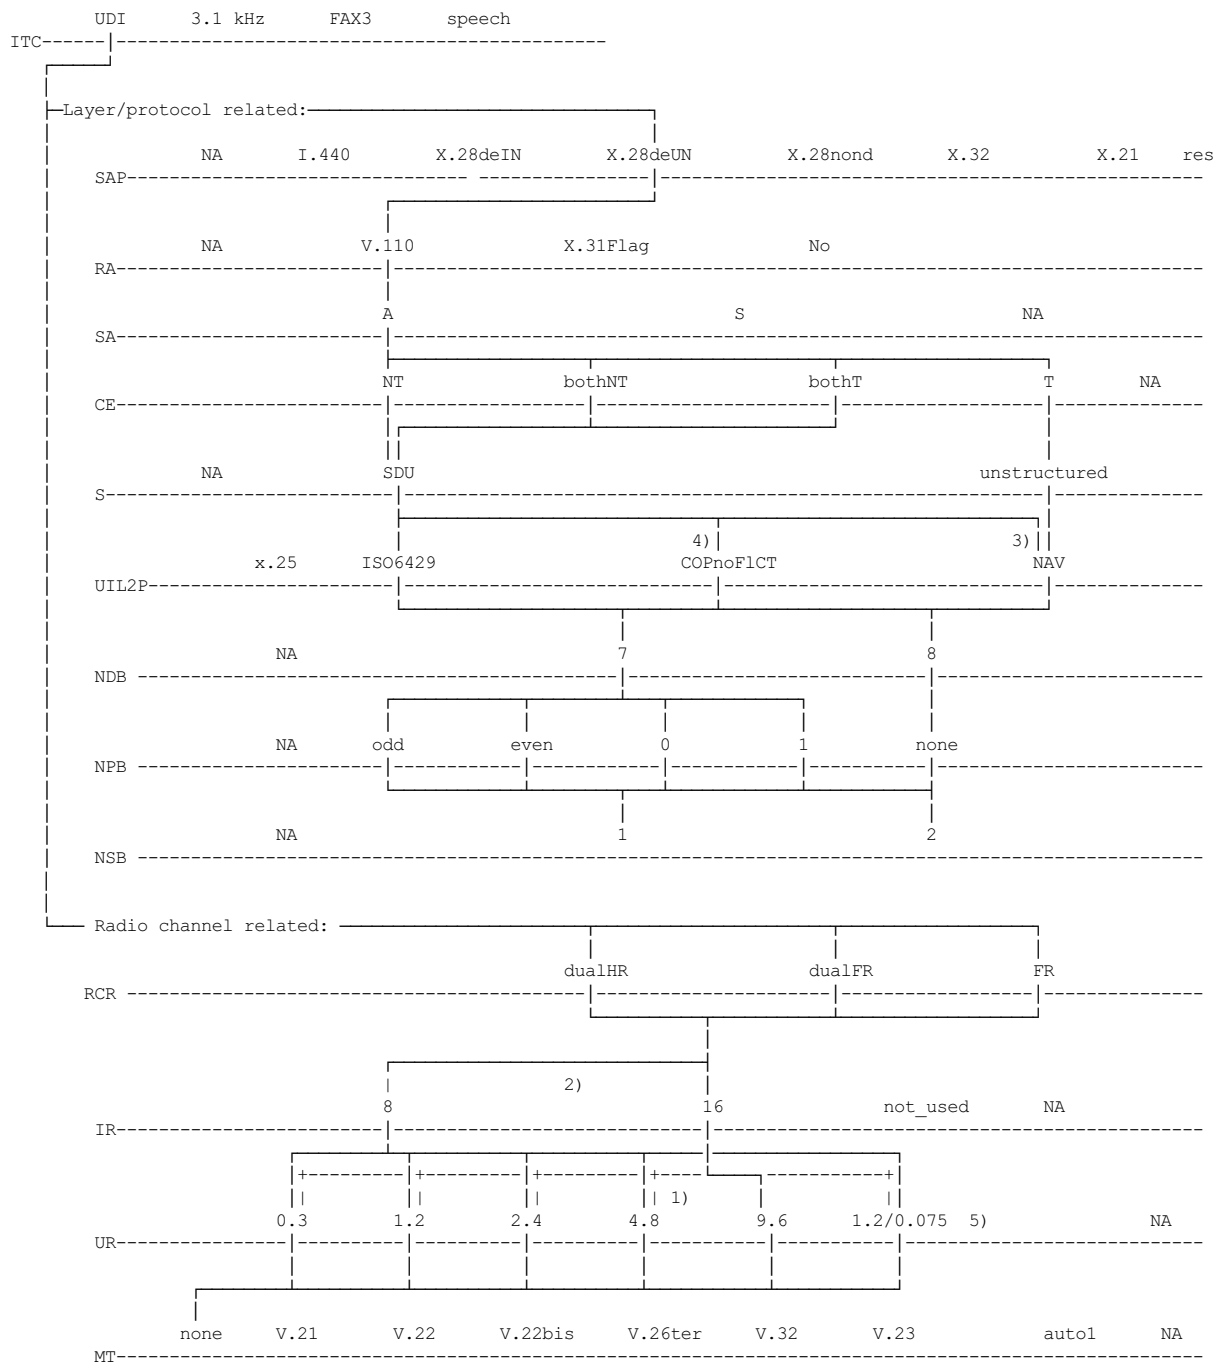 UDI 3.1 kHz FAX3 speech
ITC
Layer/protocol related:
NA I.440 X.28deIN X.28deUN X.28nond X.32 X.21 res
SAP
NA V.110 X.31Flag No
RA
A S NA
SA
NT bothNT bothT T NA
CE
NA SDU unstructured
S
4) 3)
x.25 ISO6429 COPnoFlCT NAV
UIL2P
NA 7 8
NDB
NA odd even 0 1 none
NPB
NA 1 2
NSB
Radio channel related:
dualHR dualFR FR
RCR
2)
8 16 not_used NA
IR
1)
0.3 1.2 2.4 4.8 9.6 1.2/0.075 5) NA
UR
none V.21 V.22 V.22bis V.26ter V.32 V.23 auto1 NA
MT